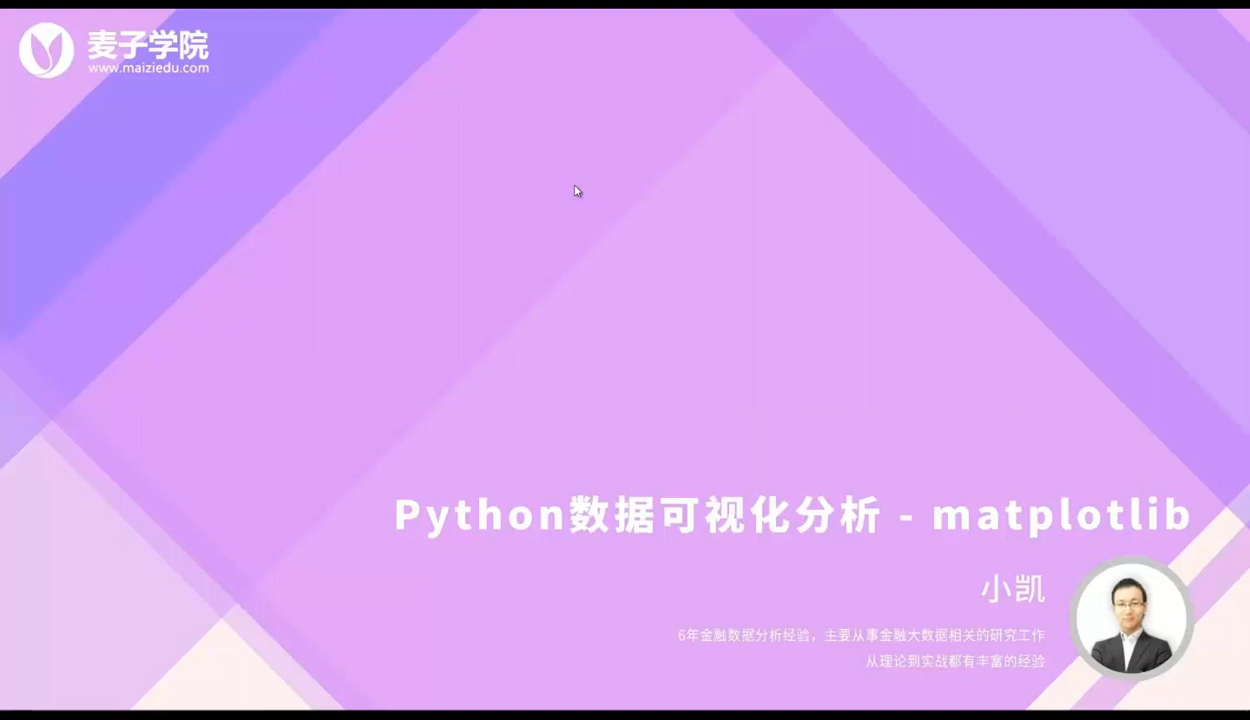 麦子学院
www.maiziedu.com
Python数据可视化分析 - matplotlib
小凯
6年金融数据分析经验，主要从事金融大数据相关的研究工作
从理论到实战都有丰富的经验